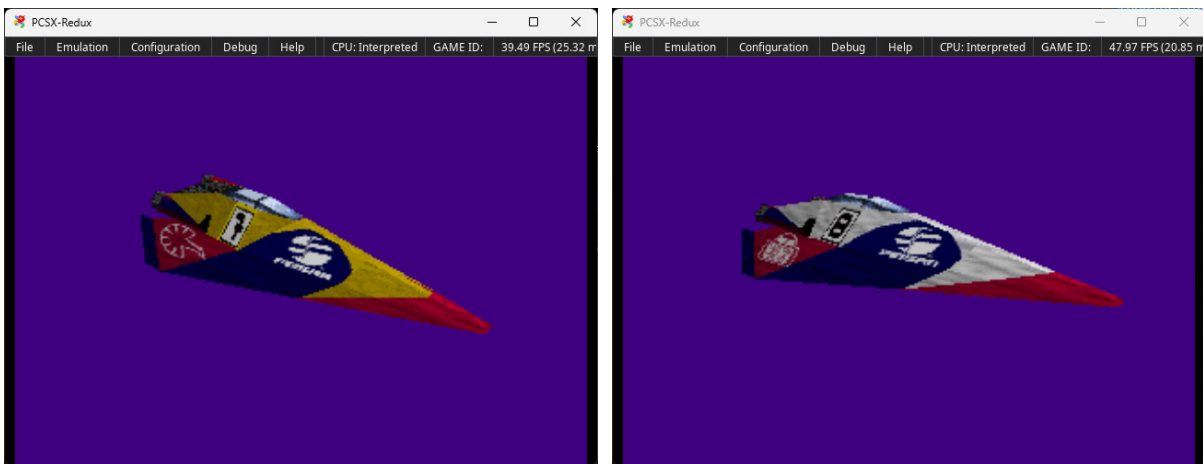 PCSX-Redux
File Emulation Configuration Debug Help CPU: Interpreted GAME ID: 39.49 FPS (25.32 m
PCSX-Redux
File Emulation Configuration Debug Help CPU: Interpreted GAME ID: 47.97 FPS (20.85 m